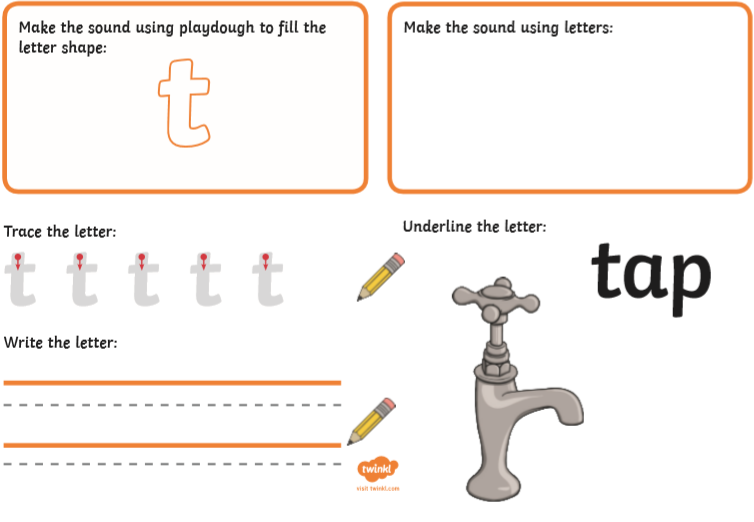 Make the sound using playdough to fill the
letter shape:
t
Make the sound using letters:
Trace the letter:
t t t t t
Underline the letter:
tap
Write the letter:
twinkl
visit twinkl.com